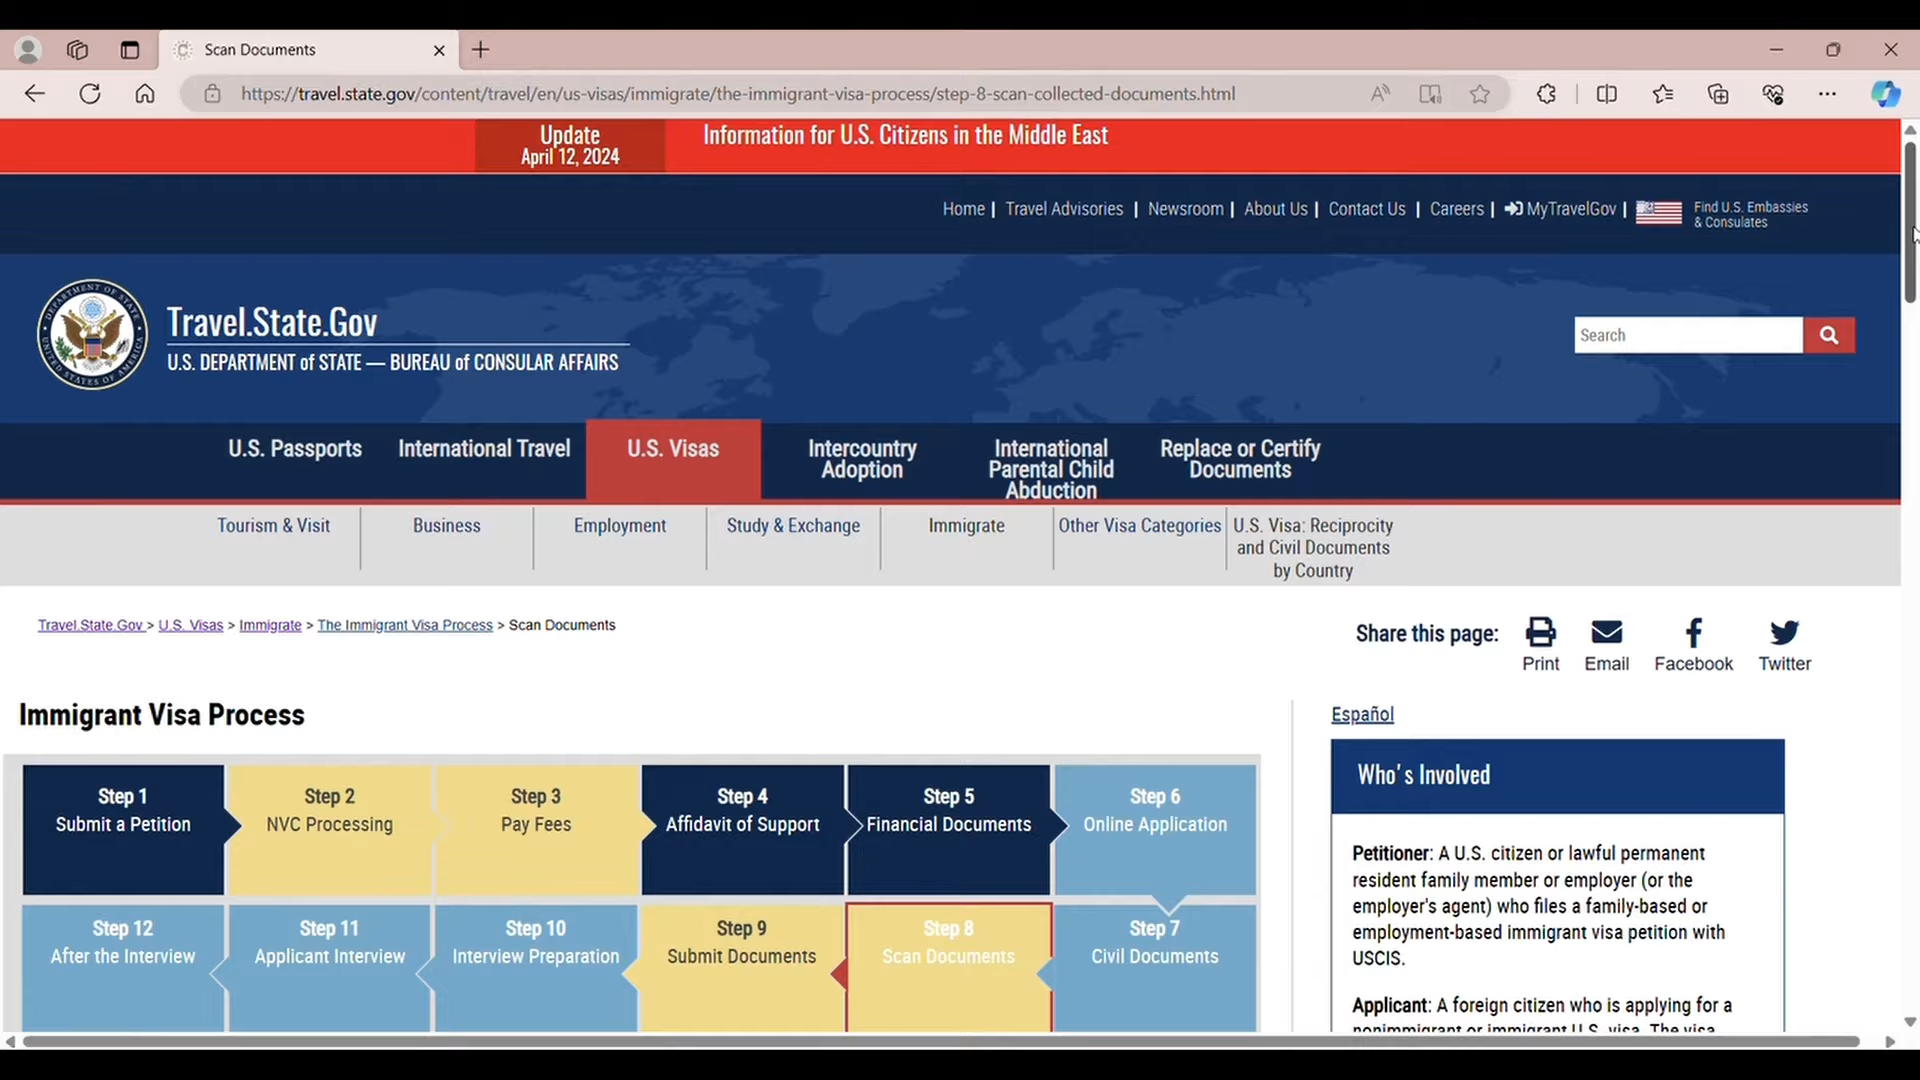 Scan Documents
https://travel.state.gov/content/travel/en/us-visas/immigrate/the-immigrant-visa-process/step-8-scan-collected-documents.html
Update
April 12, 2024
Information for U.S. Citizens in the Middle East
Home | Travel Advisories | Newsroom | About Us | Contact Us | Careers | MyTravelGov |
Find U.S. Embassies
& Consulates
Travel.State.Gov
U.S. DEPARTMENT of STATE — BUREAU of CONSULAR AFFAIRS
Search
U.S. Passports
International Travel
U.S. Visas
Intercountry
Adoption
International
Parental Child
Abduction
Replace or Certify
Documents
Tourism & Visit
Business
Employment
Study & Exchange
Immigrate
Other Visa Categories
U.S. Visa: Reciprocity
and Civil Documents
by Country
Travel.State.Gov > U.S. Visas > Immigrate > The Immigrant Visa Process > Scan Documents
Share this page:
Print
Email
Facebook
Twitter
Immigrant Visa Process
Step 1
Submit a Petition
Step 2
NVC Processing
Step 3
Pay Fees
Step 4
Affidavit of Support
Step 5
Financial Documents
Step 6
Online Application
Step 12
After the Interview
Step 11
Applicant Interview
Step 10
Interview Preparation
Step 9
Submit Documents
Step 8
Scan Documents
Step 7
Civil Documents
Español
Who's Involved
Petitioner: A U.S. citizen or lawful permanent
resident family member or employer (or the
employer's agent) who files a family-based or
employment-based immigrant visa petition with
USCIS.
Applicant: A foreign citizen who is applying for a
nonimmigrant or immigrant U.S. visa. The visa